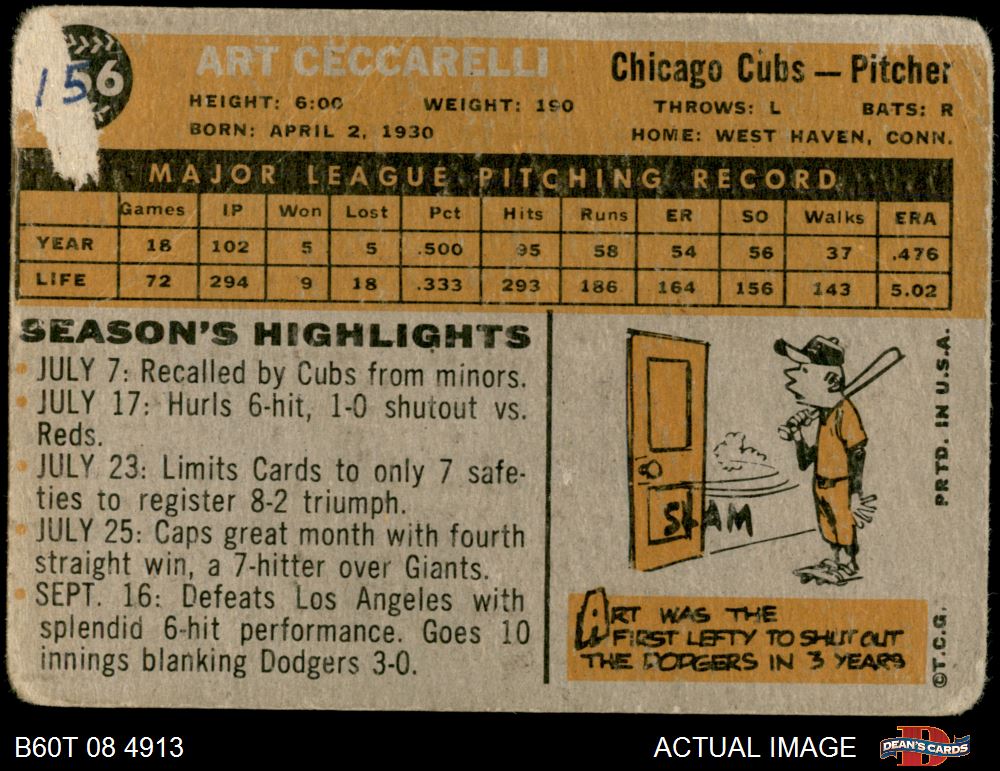 156
ART CECCARELLI
Chicago Cubs — Pitcher
HEIGHT: 6:00 WEIGHT: 190 THROWS: L BATS: R
BORN: APRIL 2, 1930 HOME: WEST HAVEN, CONN.
MAJOR LEAGUE PITCHING RECORD
Games IP Won Lost Pct Hits Runs ER SO Walks ERA
YEAR 18 102 5 5 .500 95 58 54 56 37 .476
LIFE 72 294 9 18 .333 293 186 164 156 143 5.02
SEASON'S HIGHLIGHTS
• JULY 7: Recalled by Cubs from minors.
• JULY 17: Hurls 6-hit, 1-0 shutout vs.
Reds.
• JULY 23: Limits Cards to only 7 safe-
ties to register 8-2 triumph.
• JULY 25: Caps great month with fourth
straight win, a 7-hitter over Giants.
• SEPT. 16: Defeats Los Angeles with
splendid 6-hit performance. Goes 10
innings blanking Dodgers 3-0.
SLAM
ART WAS THE
FIRST LEFTY TO SHUT OUT
THE DODGERS IN 3 YEARS
PRTD. IN U.S.A.
©T.C.G.
B60T 08 4913
ACTUAL IMAGE
DEAN'S CARDS